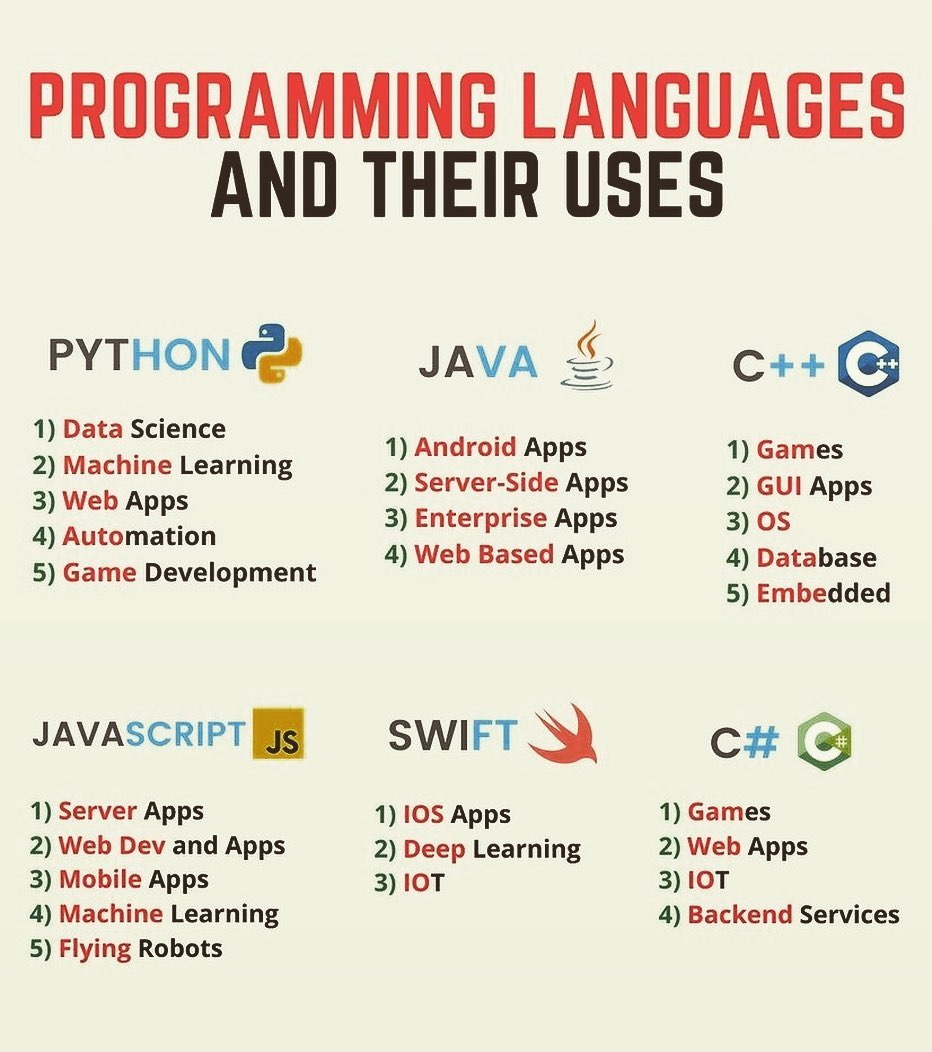 PROGRAMMING LANGUAGES
AND THEIR USES
PYTHON
1) Data Science
2) Machine Learning
3) Web Apps
4) Automation
5) Game Development
JAVA
1) Android Apps
2) Server-Side Apps
3) Enterprise Apps
4) Web Based Apps
C++ C++
1) Games
2) GUI Apps
3) OS
4) Database
5) Embedded
JAVASCRIPT JS
1) Server Apps
2) Web Dev and Apps
3) Mobile Apps
4) Machine Learning
5) Flying Robots
SWIFT
1) IOS Apps
2) Deep Learning
3) IOT
C# C#
1) Games
2) Web Apps
3) IOT
4) Backend Services